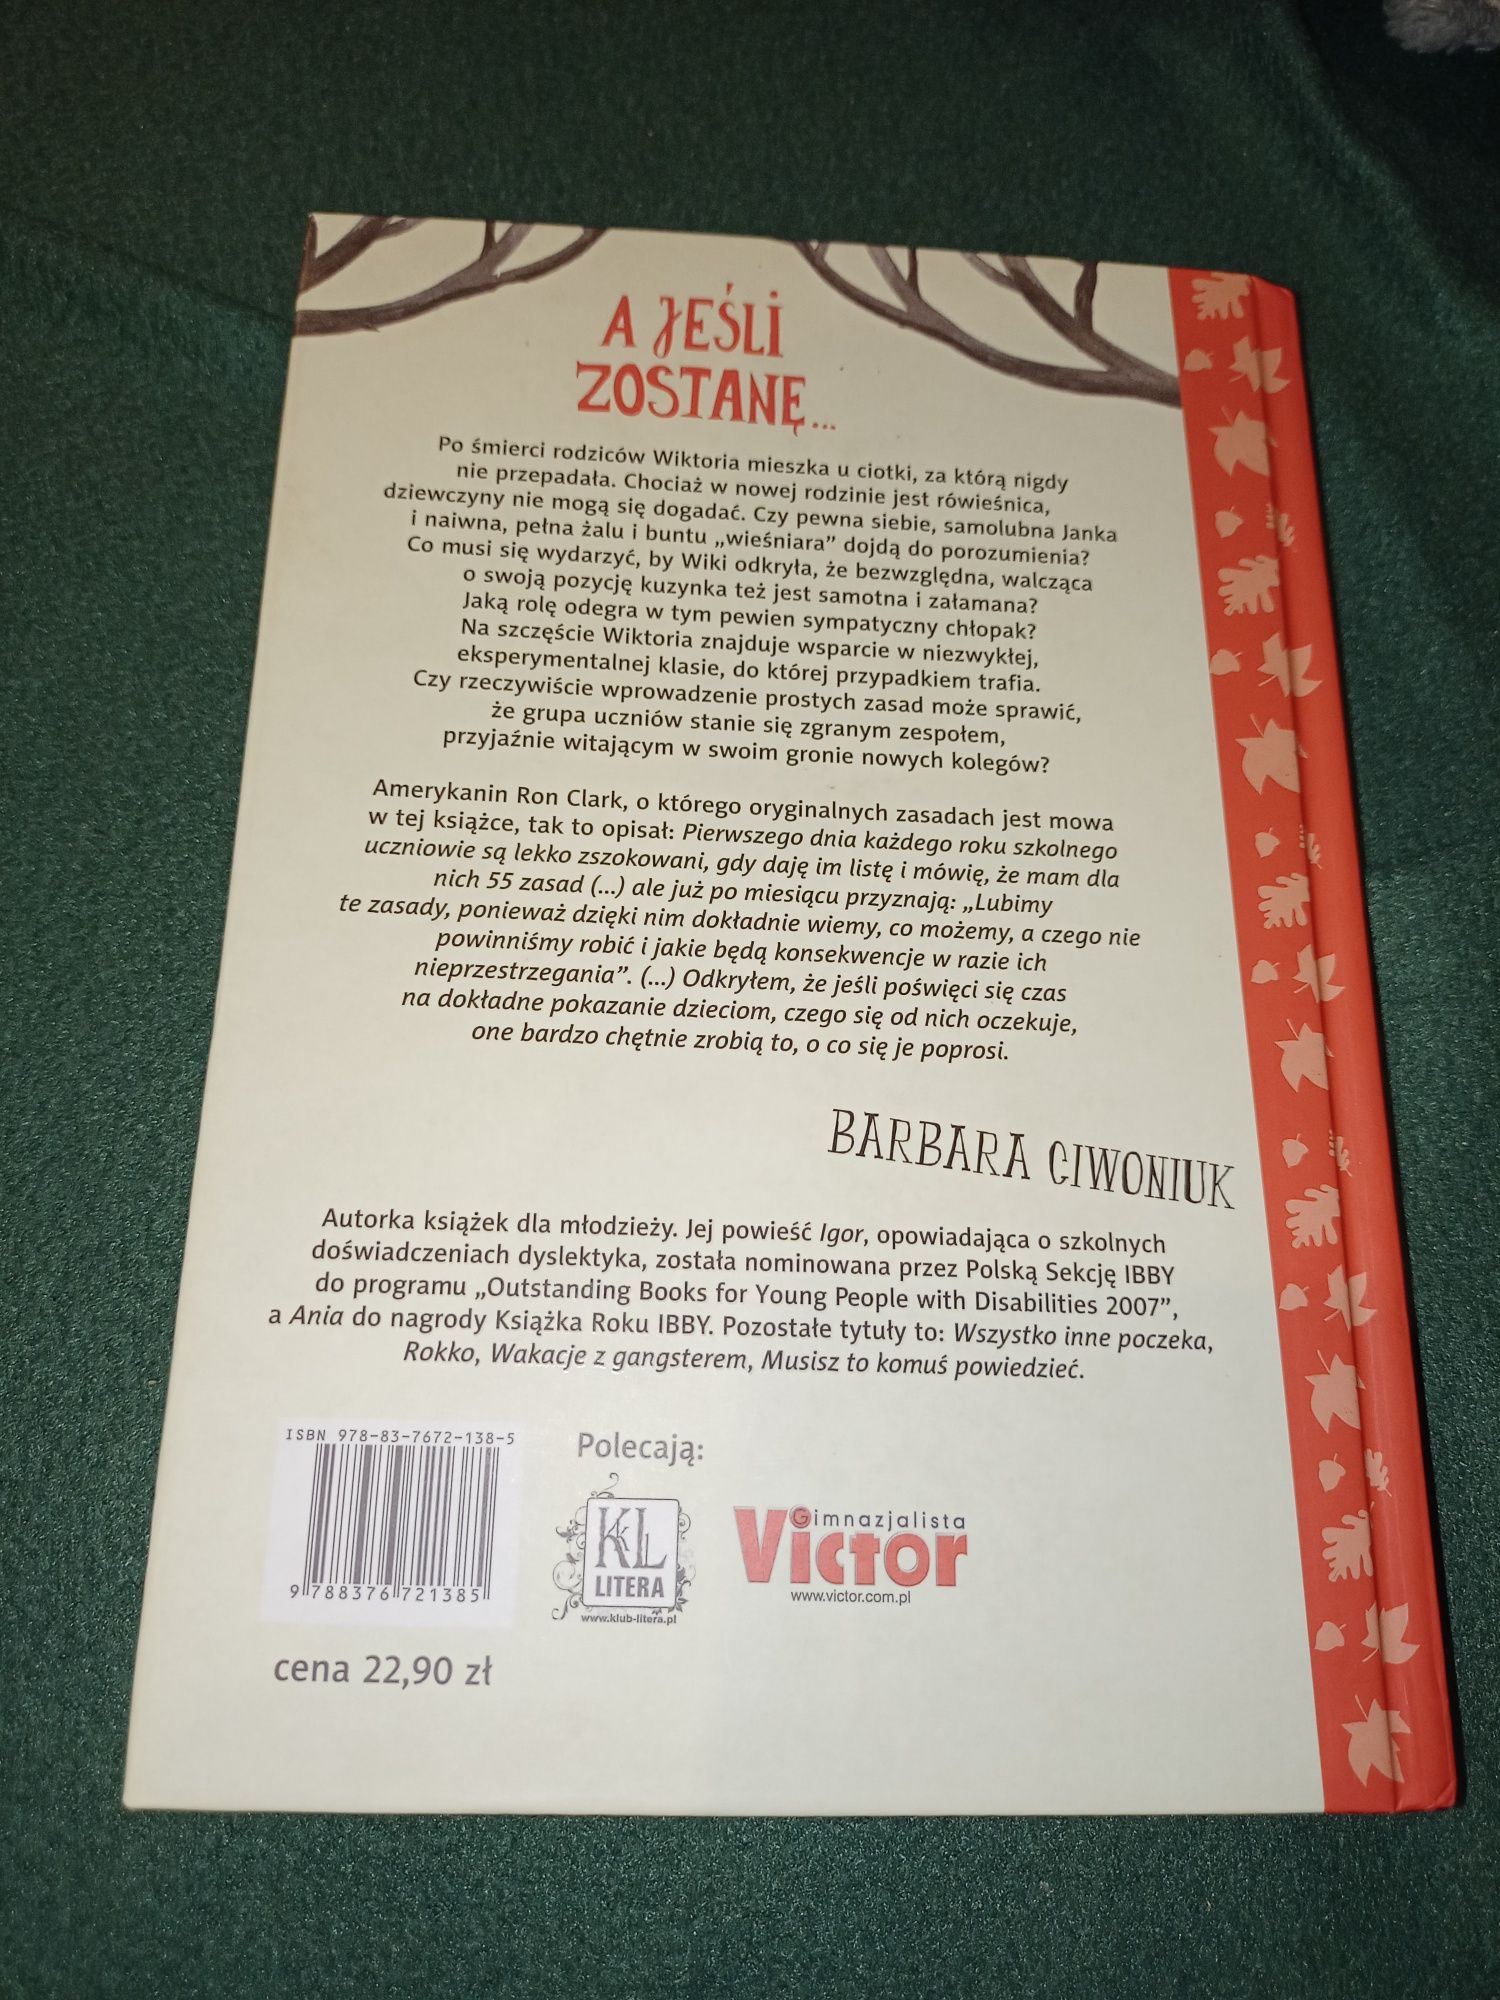 A JEŚLI
ZOSTANĘ...
Po śmierci rodziców Wiktoria mieszka u ciotki, za którą nigdy
nie przepadała. Chociaż w nowej rodzinie jest rówieśnica,
dziewczyny nie mogą się dogadać. Czy pewna siebie, samolubna Janka
i naiwna, pełna żalu i buntu „wieśniara” dojdą do porozumienia?
Co musi się wydarzyć, by Wiki odkryła, że bezwzględna, walcząca
o swoją pozycję kuzynka też jest samotna i załamana?
Jaką rolę odegra w tym pewien sympatyczny chłopak?
Na szczęście Wiktoria znajduje wsparcie w niezwykłej,
eksperymentalnej klasie, do której przypadkiem trafia.
Czy rzeczywiście wprowadzenie prostych zasad może sprawić,
że grupa uczniów stanie się zgranym zespołem,
przyjaźnie witającym w swoim gronie nowych kolegów?
Amerykanin Ron Clark, o którego oryginalnych zasadach jest mowa
w tej książce, tak to opisał: Pierwszego dnia każdego roku szkolnego
uczniowie są lekko zszokowani, gdy daję im listę i mówię, że mam dla
nich 55 zasad (...) ale już po miesiącu przyznają: „Lubimy
te zasady, ponieważ dzięki nim dokładnie wiemy, co możemy, a czego nie
powinniśmy robić i jakie będą konsekwencje w razie ich
nieprzestrzegania”. (...) Odkryłem, że jeśli poświęci się czas
na dokładne pokazanie dzieciom, czego się od nich oczekuje,
one bardzo chętnie zrobią to, o co się je poprosi.
BARBARA CIWONIUK
Autorka książek dla młodzieży. Jej powieść Igor, opowiadająca o szkolnych
doświadczeniach dyslektyka, została nominowana przez Polską Sekcję IBBY
do programu „Outstanding Books for Young People with Disabilities 2007”,
a Ania do nagrody Książka Roku IBBY. Pozostałe tytuły to: Wszystko inne poczeka,
Rokko, Wakacje z gangsterem, Musisz to komuś powiedzieć.
ISBN 978-83-7672-138-5
9 788376 721385
Polecają:
KL
LITERA
www.klub-litera.pl
Gimnazjalista
Victor
www.victor.com.pl
cena 22,90 zł